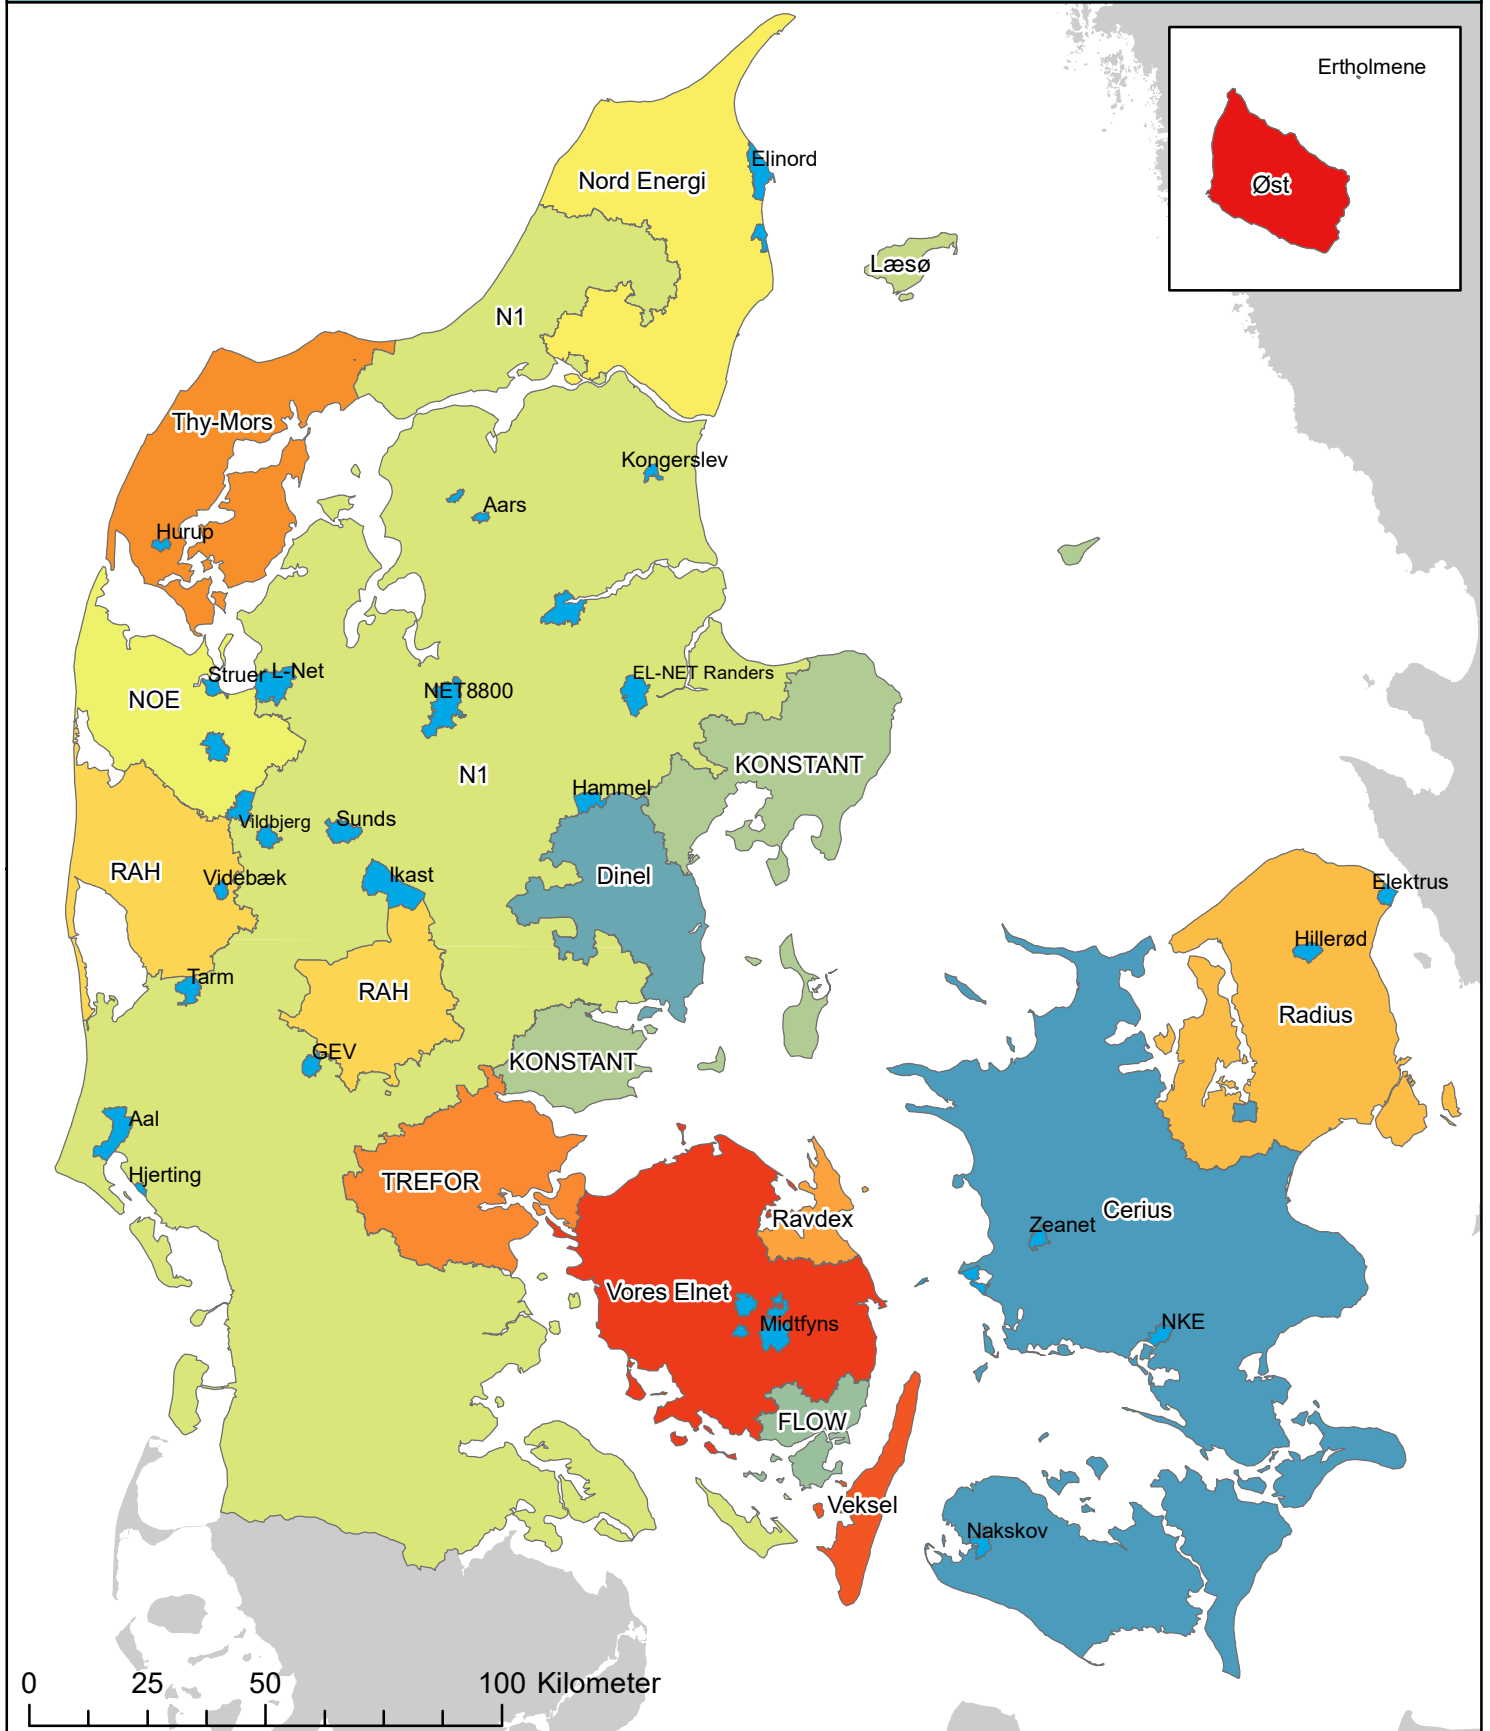 Ertholmene
Elinord
Nord Energi
Øst
Læsø
N1
Thy-Mors
Kongerslev
Aars
Hurup
Struer
L-Net
EL-NET Randers
NET8800
NOE
KONSTANT
N1
Hammel
Vildbjerg
Sunds
RAH
Videbæk
Ikast
Dinel
Elektrus
Hillerød
Tarm
RAH
Radius
GEV
KONSTANT
Aal
Hjerting
TREFOR
Ravdex
Cerius
Zeanet
Vores Elnet
Midtfyns
NKE
FLOW
Veksel
Nakskov
0 25 50 100 Kilometer